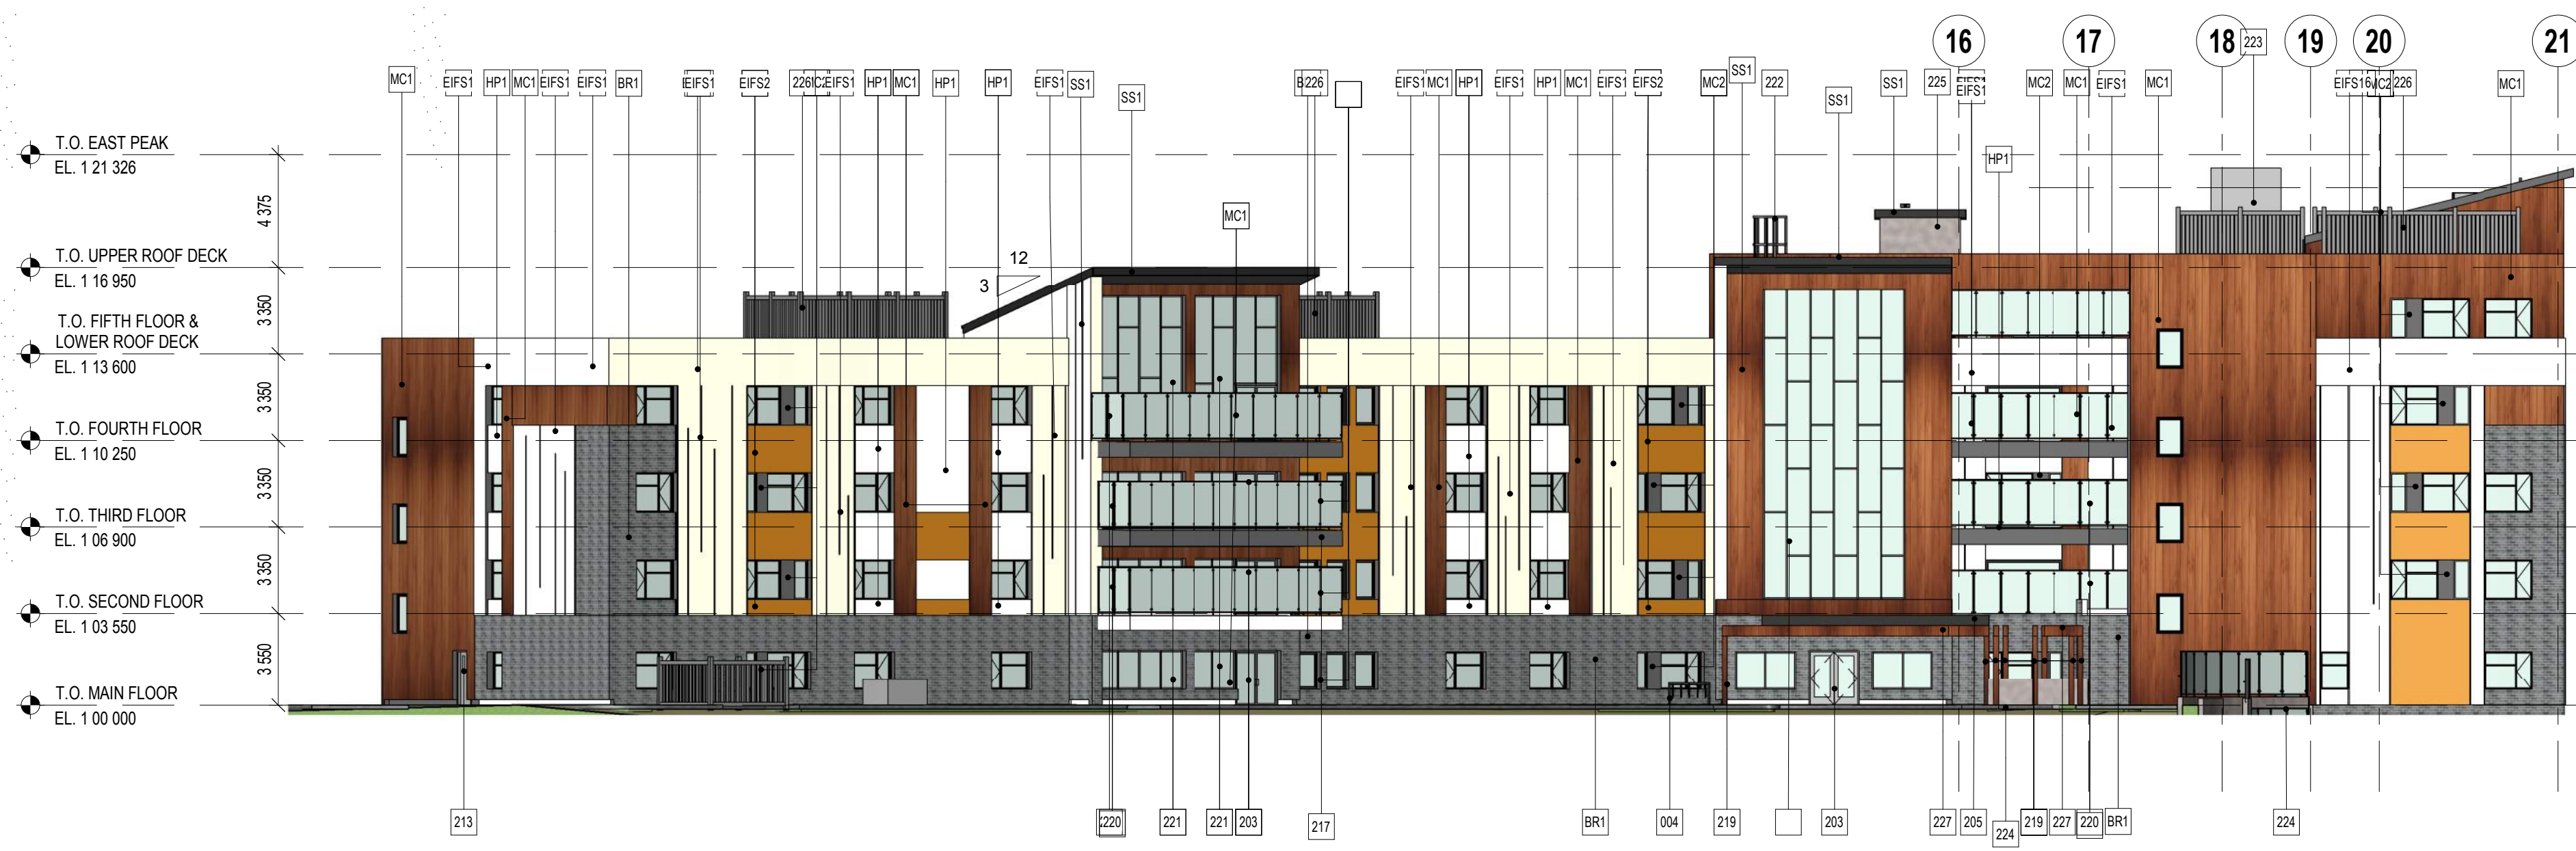 16 17 18 19 20 21
223
MC1 EIFS1 HP1 MC1 EIFS1 EIFS1 BR1 EIFS1 EIFS2 226 EIFS1 HP1 MC1 HP1 HP1 EIFS1 SS1 SS1 226 EIFS1 MC1 HP1 EIFS1 HP1 MC1 EIFS1 EIFS2 MC2 SS1 222 SS1 SS1 225 EIFS1 MC2 MC1 EIFS1 MC1 EIFS1 MC2 226 MC1
HP1
MC1
T.O. EAST PEAK
EL. 1 21 326
4 375
T.O. UPPER ROOF DECK
EL. 1 16 950
12
3
3 350
T.O. FIFTH FLOOR &
LOWER ROOF DECK
EL. 1 13 600
3 350
T.O. FOURTH FLOOR
EL. 1 10 250
3 350
T.O. THIRD FLOOR
EL. 1 06 900
3 350
T.O. SECOND FLOOR
EL. 1 03 550
3 550
T.O. MAIN FLOOR
EL. 1 00 000
213 220 221 221 203 217 BR1 004 219 203 227 205 224 219 227 220 BR1 224